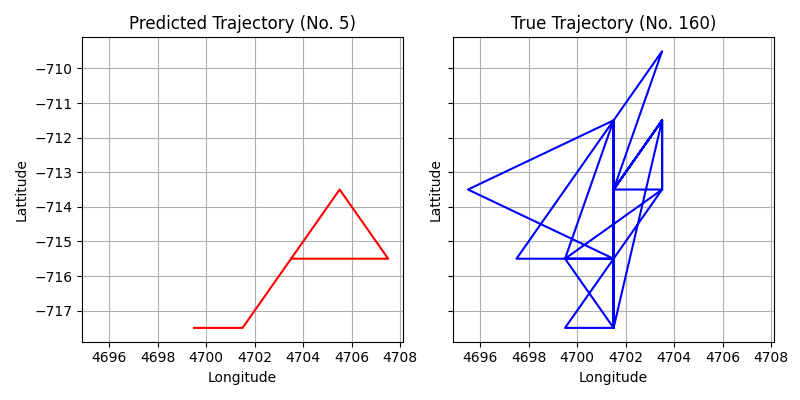 Predicted Trajectory (No. 5)
True Trajectory (No. 160)
Lattitude
−710
−711
−712
−713
−714
−715
−716
−717
4696 4698 4700 4702 4704 4706 4708
Longitude
Lattitude
4696 4698 4700 4702 4704 4706 4708
Longitude